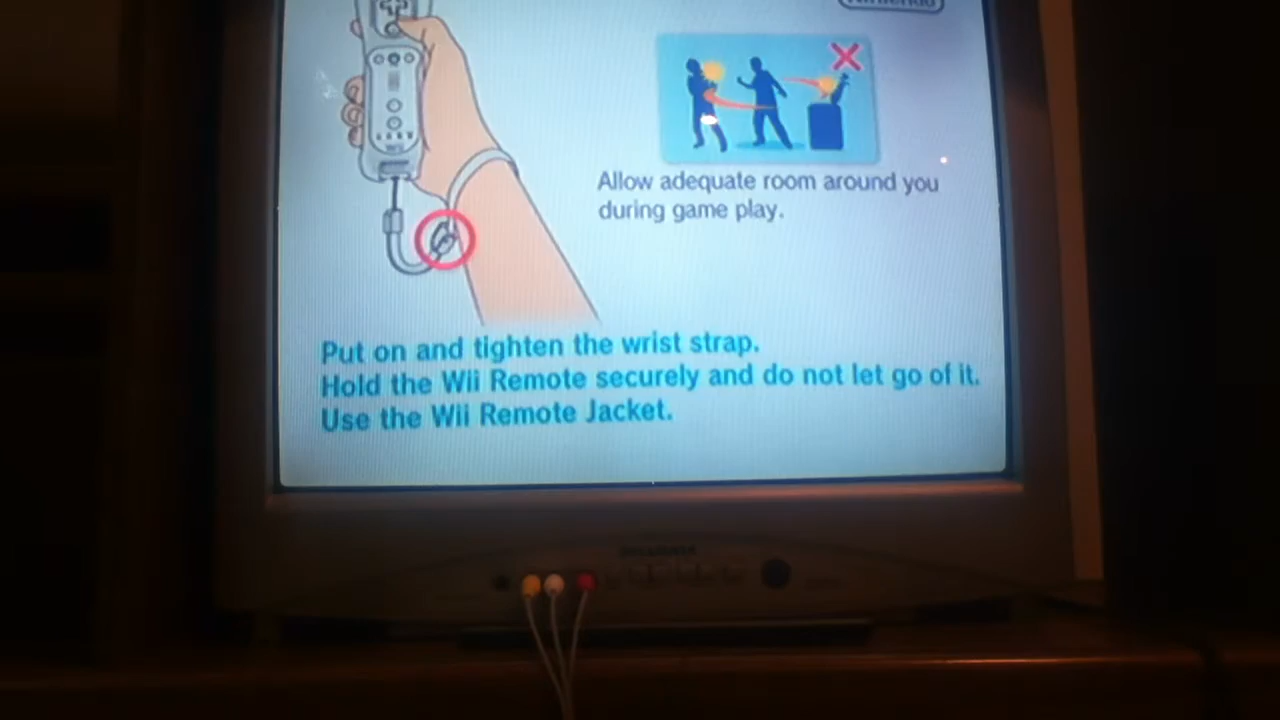 Nintendo
Allow adequate room around you
during game play.
Put on and tighten the wrist strap.
Hold the Wii Remote securely and do not let go of it.
Use the Wii Remote Jacket.